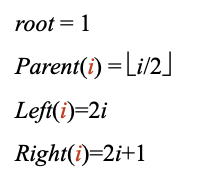 root = 1
Parent(i) = ⌊i/2⌋
Left(i)=2i
Right(i)=2i+1